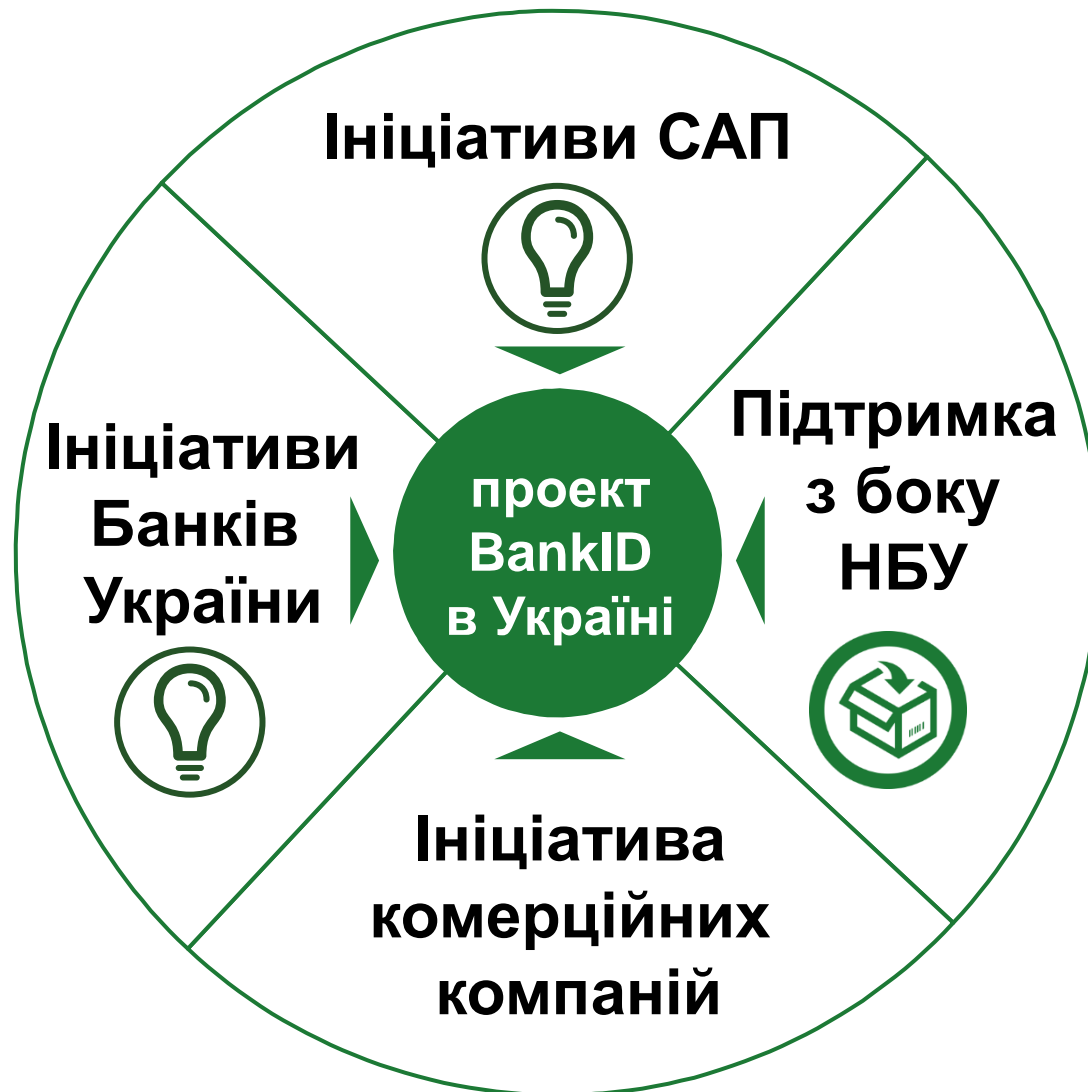 Ініціативи САП
Ініціативи
Банків
України
проект
BankID
в Україні
Підтримка
з боку
НБУ
Ініціатива
комерційних
компаній